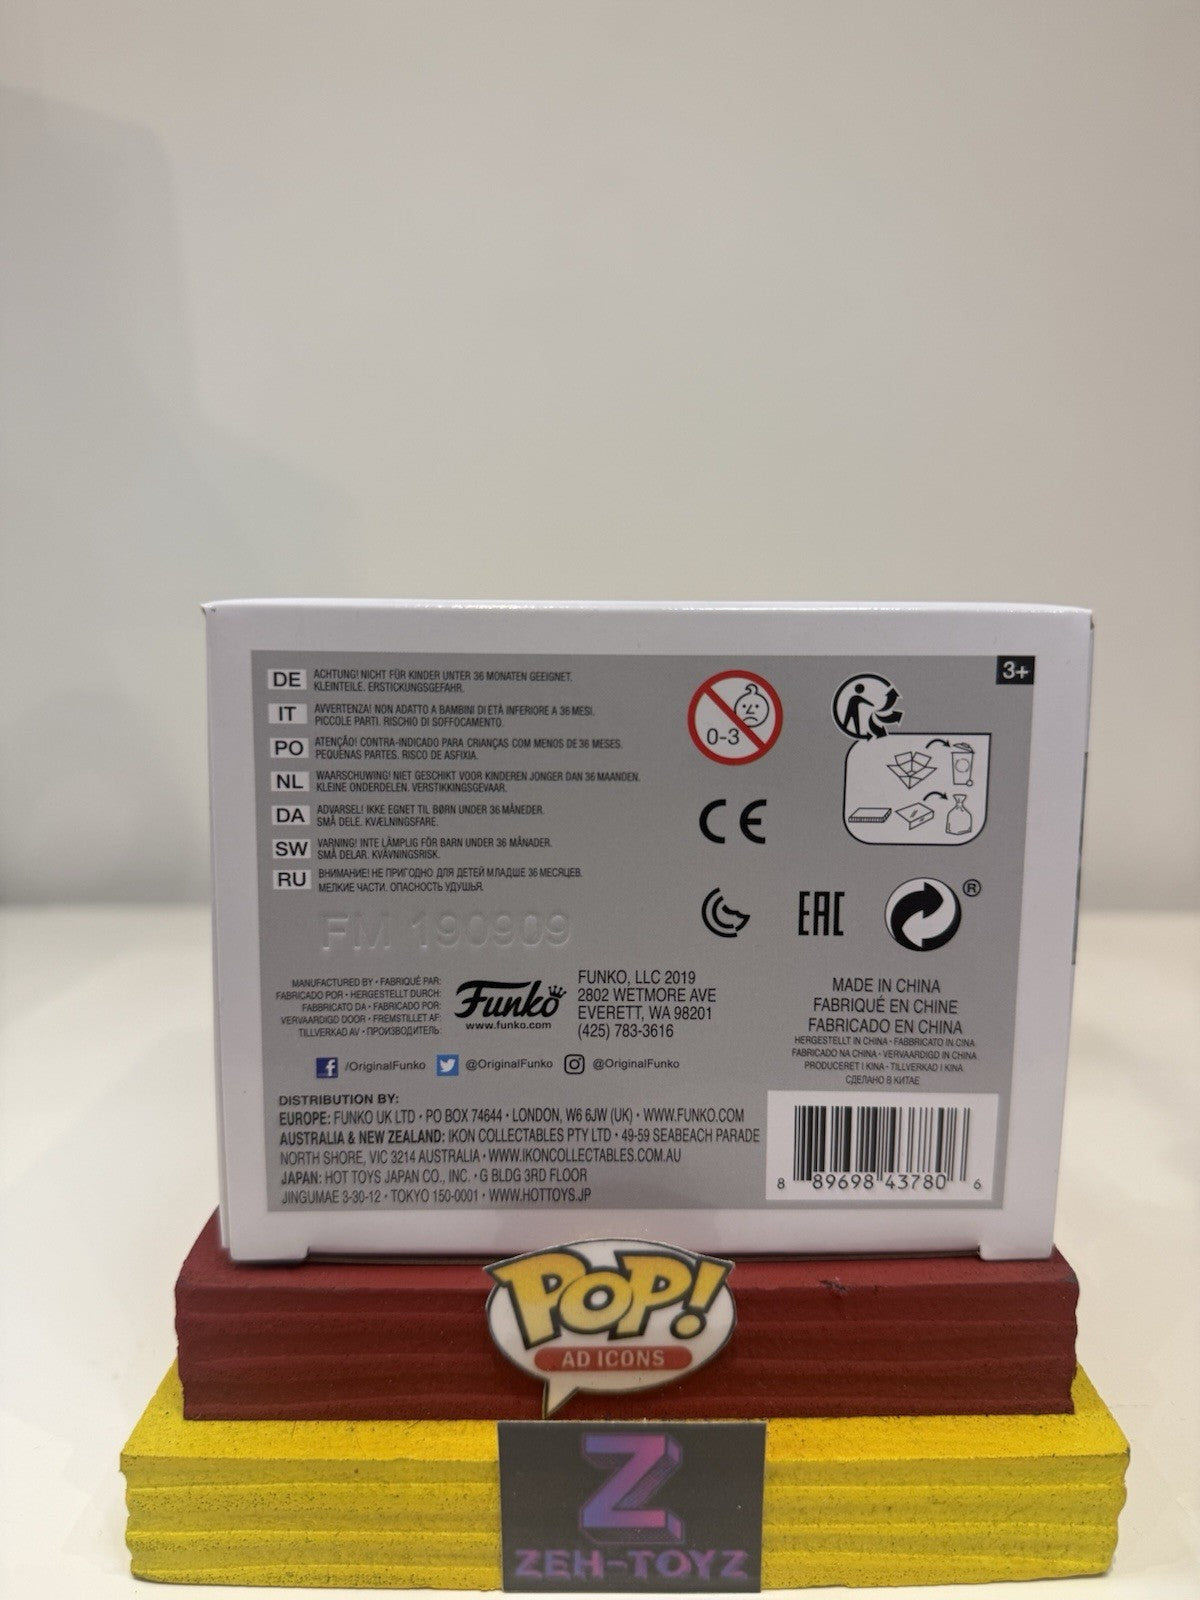 3+
DE ACHTUNG! NICHT FÜR KINDER UNTER 36 MONATEN GEEIGNET.
KLEINTEILE. ERSTICKUNGSGEFAHR.
IT AVVERTENZA! NON ADATTO A BAMBINI DI ETÀ INFERIORE A 36 MESI.
PICCOLE PARTI. RISCHIO DI SOFFOCAMENTO.
PO ATENÇÃO! CONTRA-INDICADO PARA CRIANÇAS COM MENOS DE 36 MESES.
PEQUENAS PARTES. RISCO DE ASFIXIA.
NL WAARSCHUWING! NIET GESCHIKT VOOR KINDEREN JONGER DAN 36 MAANDEN.
KLEINE ONDERDELEN. VERSTIKKINGSGEVAAR.
DA ADVARSEL! IKKE EGNET TIL BØRN UNDER 36 MÅNEDER.
SMÅ DELE. KVÆLNINGSFARE.
SW VARNING! INTE LÄMPLIG FÖR BARN UNDER 36 MÅNADER.
SMÅ DELAR. KVÄVNINGSRISK.
RU ВНИМАНИЕ! НЕ ПРИГОДНО ДЛЯ ДЕТЕЙ МЛАДШЕ 36 МЕСЯЦЕВ.
МЕЛКИЕ ЧАСТИ. ОПАСНОСТЬ УДУШЬЯ.
0-3
CE
EAC
®
FM 190909
MANUFACTURED BY • FABRIQUÉ PAR:
FABRICADO POR • HERGESTELLT DURCH:
FABBRICATO DA • FABRICADO POR:
VERVAARDIGD DOOR • FREMSTILLET AF:
TILLVERKAD AV • ПРОИЗВОДИТЕЛЬ:
Funko
www.funko.com
FUNKO, LLC 2019
2802 WETMORE AVE
EVERETT, WA 98201
(425) 783-3616
MADE IN CHINA
FABRIQUÉ EN CHINE
FABRICADO EN CHINA
HERGESTELLT IN CHINA • FABBRICATO IN CINA
FABRICADO NA CHINA • VERVAARDIGD IN CHINA
PRODUCERET I KINA • TILLVERKAD I KINA
СДЕЛАНО В КИТАЕ
/OriginalFunko @OriginalFunko @OriginalFunko
DISTRIBUTION BY:
EUROPE: FUNKO UK LTD • PO BOX 74644 • LONDON, W6 6JW (UK) • WWW.FUNKO.COM
AUSTRALIA & NEW ZEALAND: IKON COLLECTABLES PTY LTD • 49-59 SEABEACH PARADE
NORTH SHORE, VIC 3214 AUSTRALIA • WWW.IKONCOLLECTABLES.COM.AU
JAPAN: HOT TOYS JAPAN CO., INC. • G BLDG 3RD FLOOR
JINGUMAE 3-30-12 • TOKYO 150-0001 • WWW.HOTTOYS.JP
8 89698 43780 6
POP!
AD ICONS
Z
ZEH-TOYZ